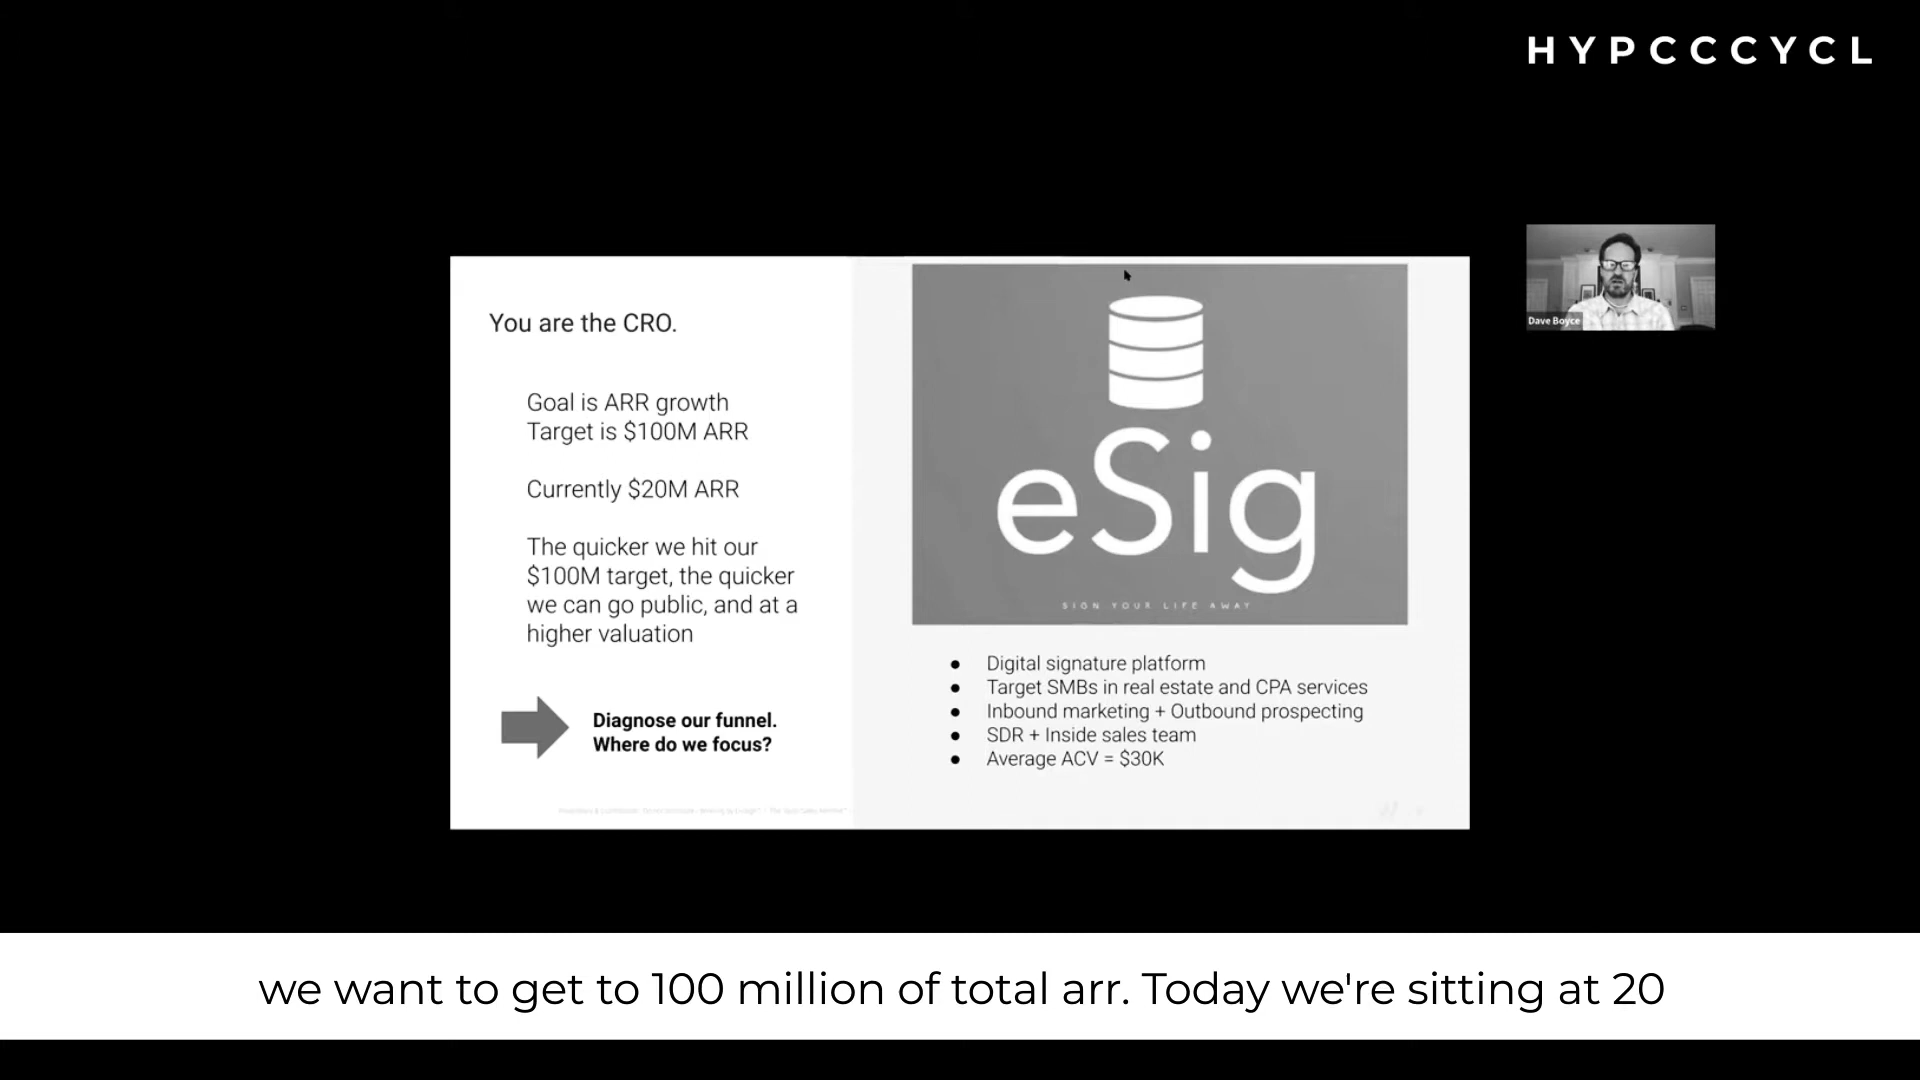 HYPCCCYCL
Dave Boyce
You are the CRO.
Goal is ARR growth
Target is $100M ARR
Currently $20M ARR
The quicker we hit our
$100M target, the quicker
we can go public, and at a
higher valuation
Diagnose our funnel.
Where do we focus?
eSig
SIGN YOUR LIFE AWAY
● Digital signature platform
● Target SMBs in real estate and CPA services
● Inbound marketing + Outbound prospecting
● SDR + Inside sales team
● Average ACV = $30K
we want to get to 100 million of total arr. Today we're sitting at 20